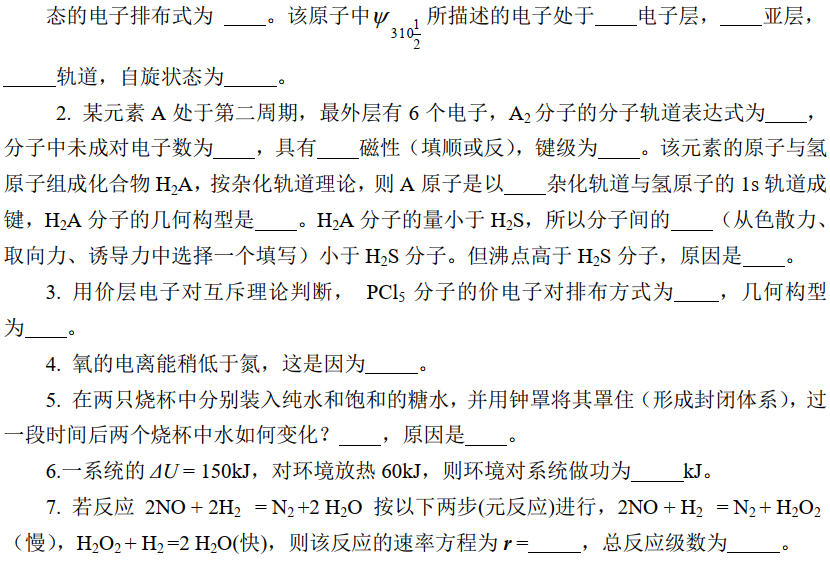 态的电子排布式为 ____。该原子中ψ310½ 所描述的电子处于____电子层，____亚层，
_____轨道，自旋状态为_____。
2. 某元素 A 处于第二周期，最外层有 6 个电子，A₂ 分子的分子轨道表达式为____，
分子中未成对电子数为____，具有____磁性（填顺或反），键级为____。该元素的原子与氢
原子组成化合物 H₂A，按杂化轨道理论，则 A 原子是以____杂化轨道与氢原子的 1s 轨道成
键，H₂A 分子的几何构型是____。H₂A 分子的量小于 H₂S，所以分子间的____（从色散力、
取向力、诱导力中选择一个填写）小于 H₂S 分子。但沸点高于 H₂S 分子，原因是____。
3. 用价层电子对互斥理论判断， PCl₅ 分子的价电子对排布方式为____，几何构型
为____。
4. 氧的电离能稍低于氮，这是因为_____。
5. 在两只烧杯中分别装入纯水和饱和的糖水，并用钟罩将其罩住（形成封闭体系），过
一段时间后两个烧杯中水如何变化？____，原因是____。
6.一系统的 ΔU = 150kJ，对环境放热 60kJ，则环境对系统做功为_____kJ。
7. 若反应 2NO + 2H₂ = N₂ +2 H₂O 按以下两步(元反应)进行，2NO + H₂ = N₂ + H₂O₂
（慢），H₂O₂ + H₂ =2 H₂O(快)，则该反应的速率方程为 r =_____，总反应级数为_____。